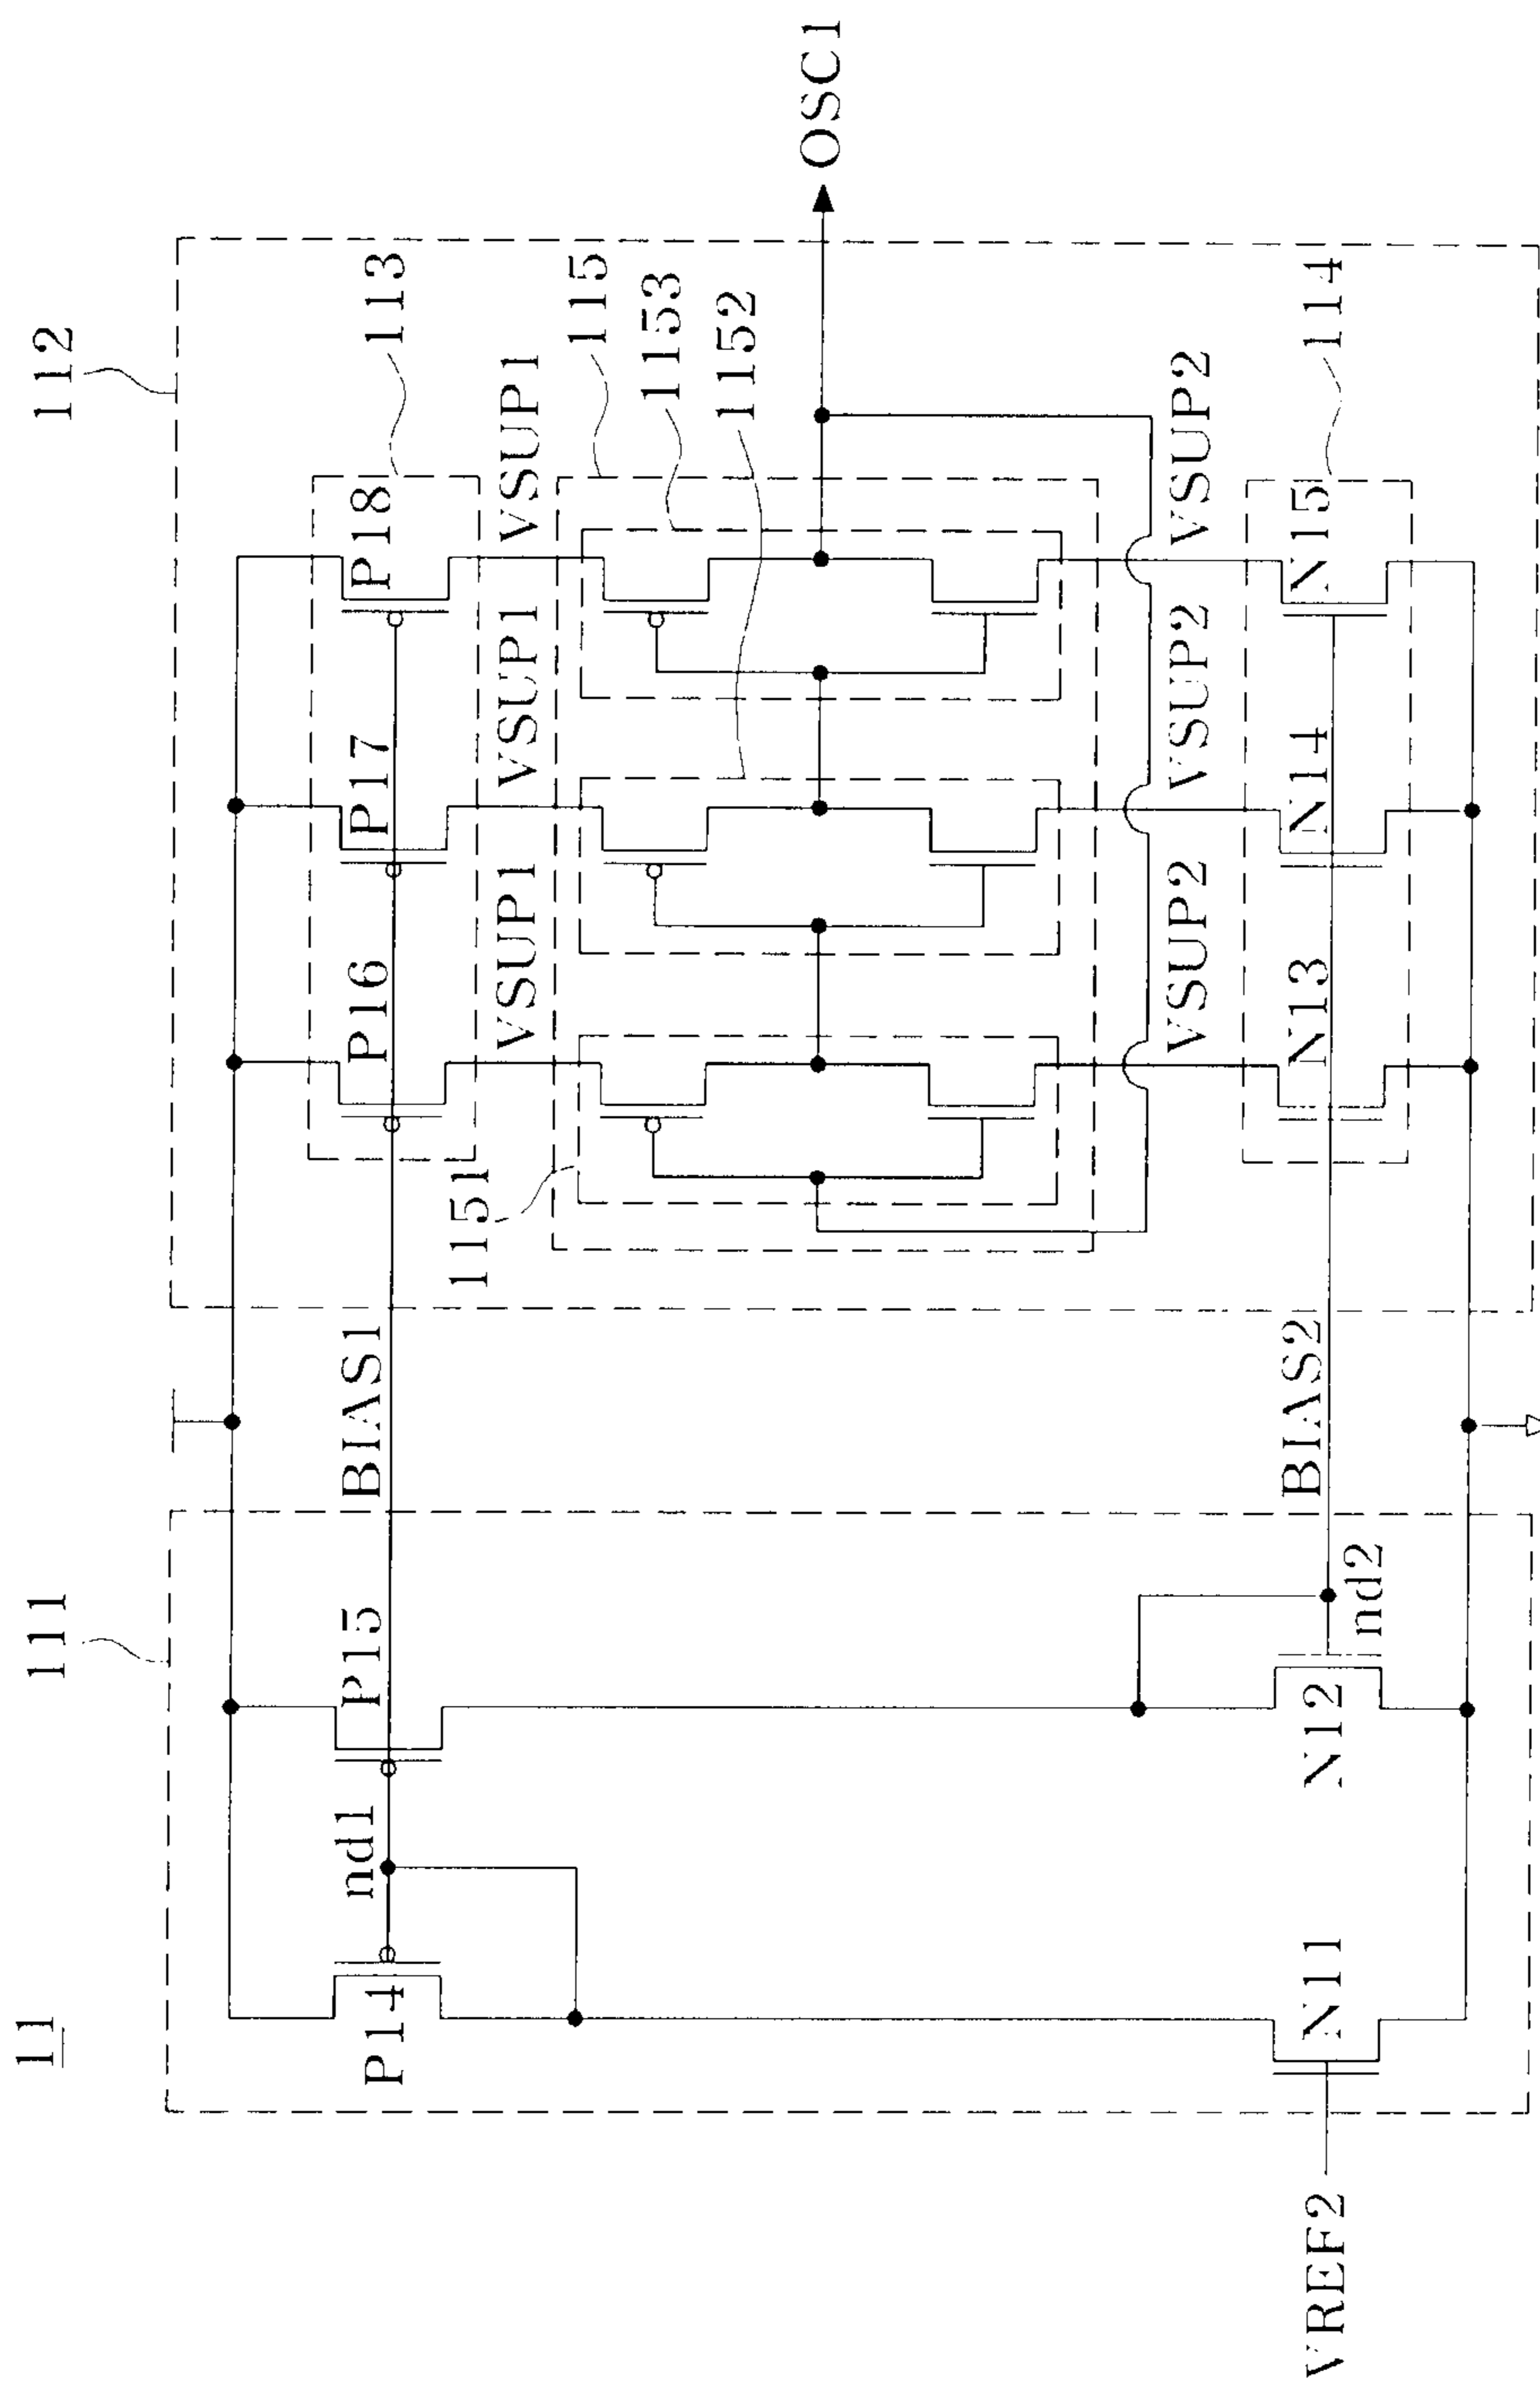 11
111
112
P14
nd1
P15
BIAS1
P16
P17
P18
113
VSUP1
VSUP1
VSUP1
115
1151
1153
1152
OSC1
VSUP2
VSUP2
VSUP2
VREF2
N11
N12
nd2
BIAS2
N13
N14
N15
114